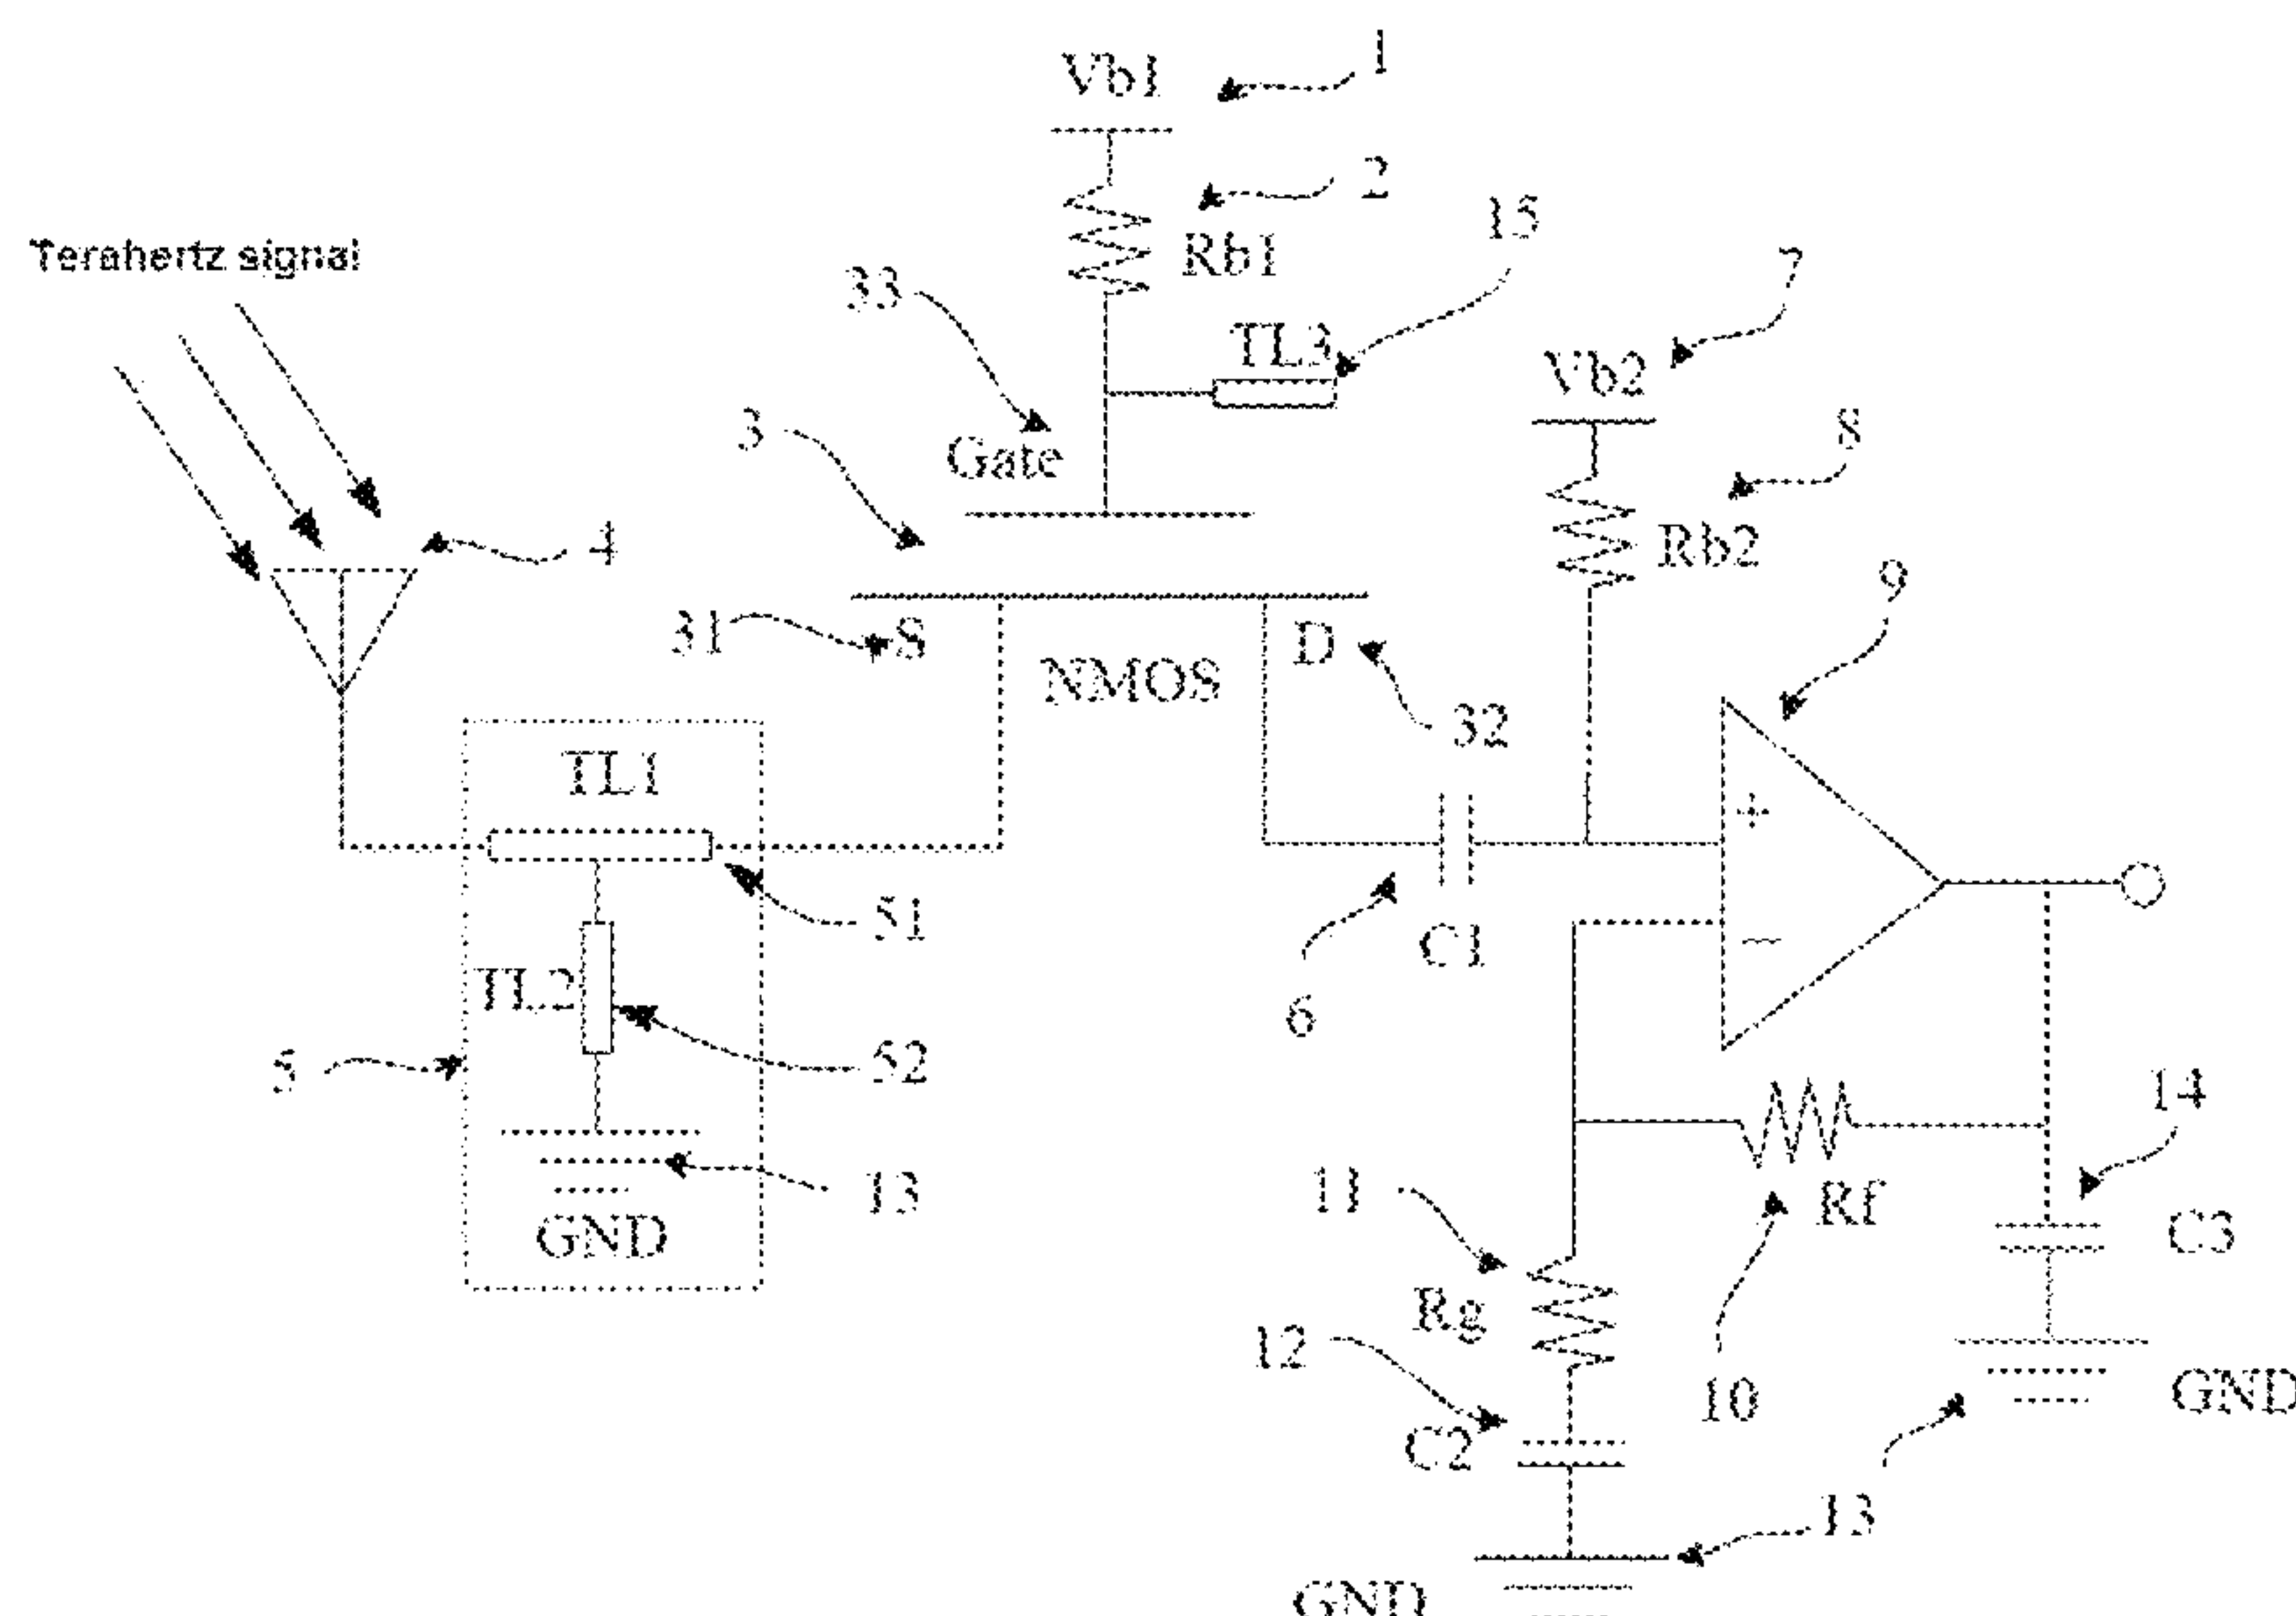 Vb1
1
2
Rb1
15
Terahertz signal
33
TL3
7
Vb2
3
Gate
8
4
Rb2
9
31
S
D
NMOS
32
TL1
51
C1
TL2
6
52
5
14
13
11
Rf
GND
C3
Rg
12
10
GND
C2
13
GND